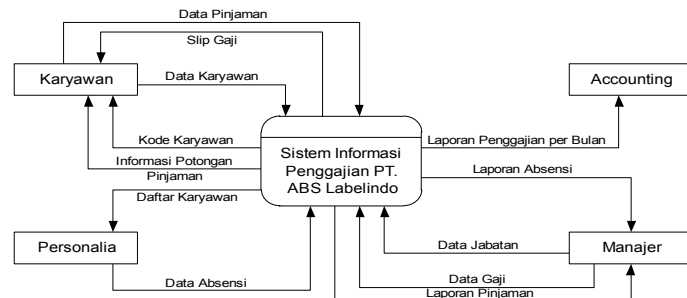 Data Pinjaman
Slip Gaji
Karyawan
Data Karyawan
Accounting
Kode Karyawan
Informasi Potongan
Pinjaman
Daftar Karyawan
Sistem Informasi
Penggajian PT.
ABS Labelindo
Laporan Penggajian per Bulan
Laporan Absensi
Personalia
Data Absensi
Data Jabatan
Manajer
Data Gaji
Laporan Pinjaman